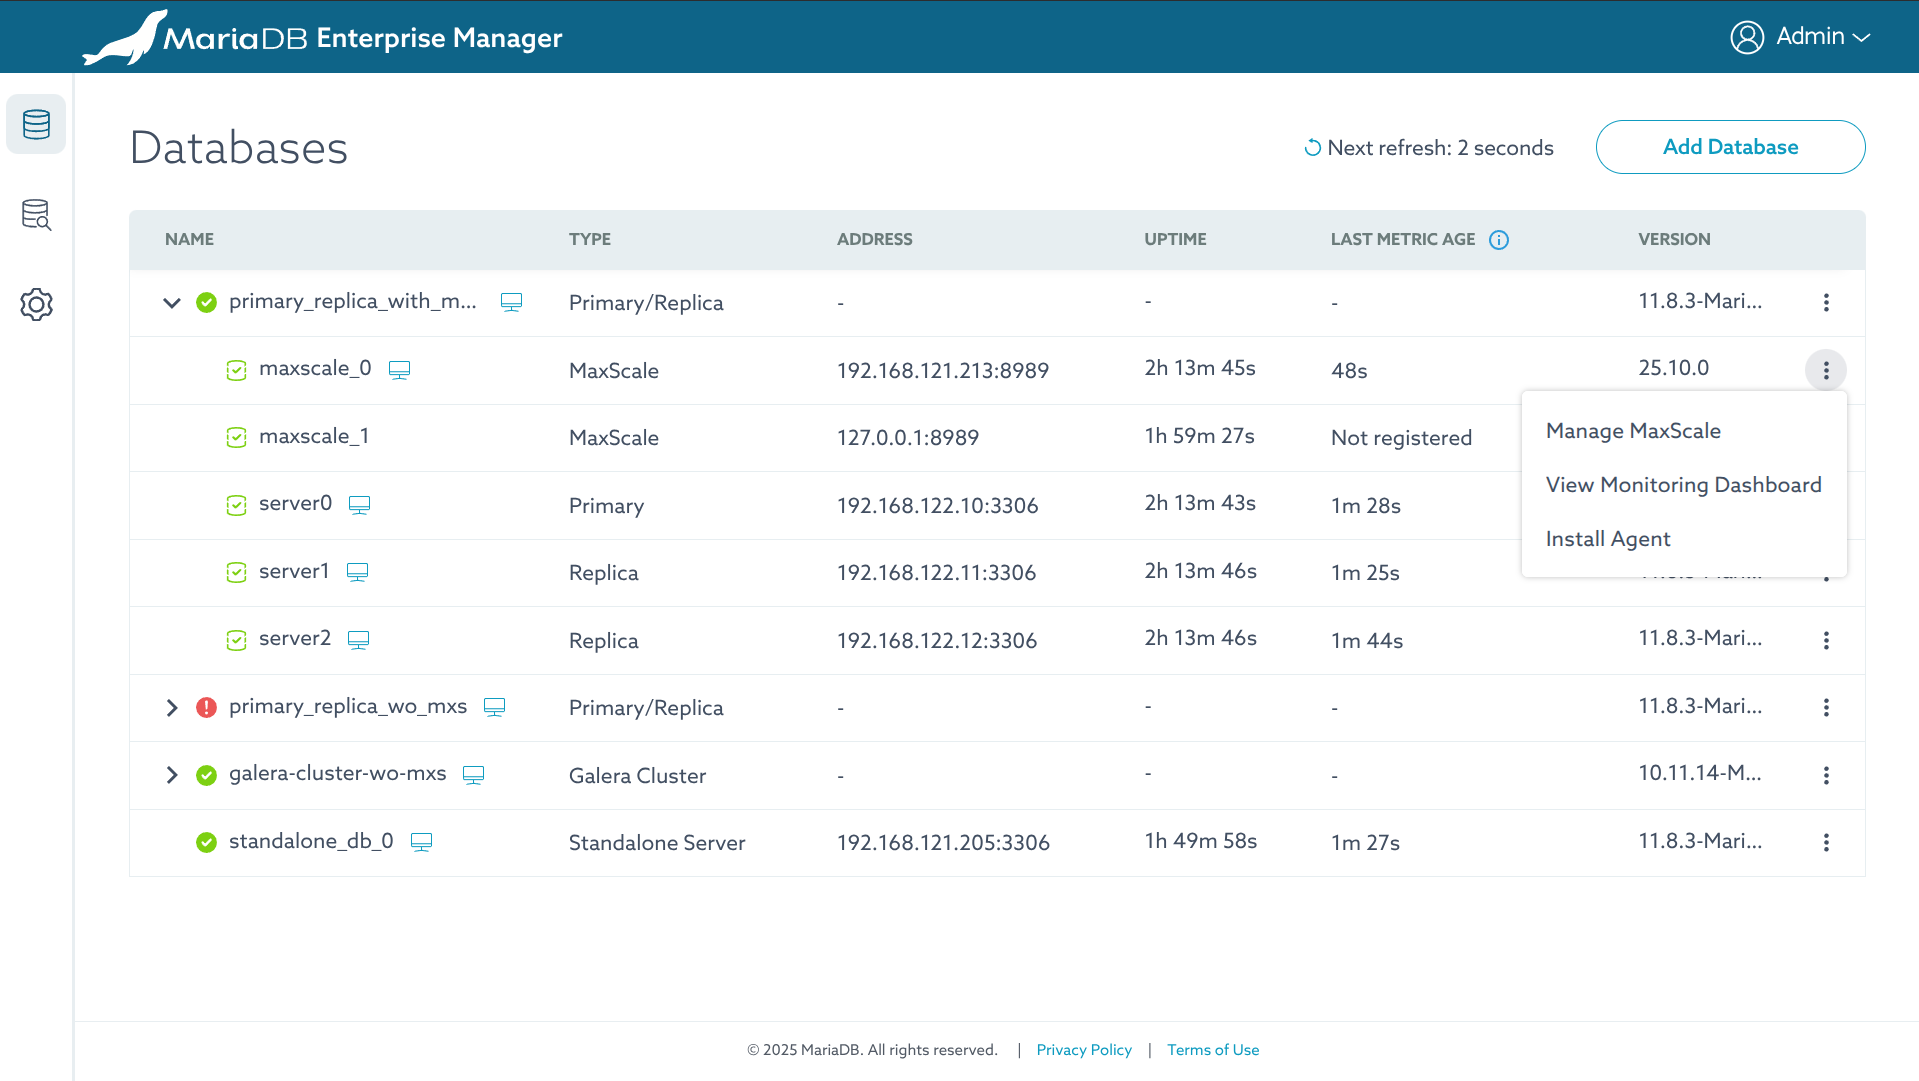 MariaDB Enterprise Manager
Admin
Databases
Next refresh: 2 seconds
Add Database
NAME TYPE ADDRESS UPTIME LAST METRIC AGE VERSION
primary_replica_with_m... Primary/Replica - - - 11.8.3-Mari...
maxscale_0 MaxScale 192.168.121.213:8989 2h 13m 45s 48s 25.10.0
maxscale_1 MaxScale 127.0.0.1:8989 1h 59m 27s Not registered
server0 Primary 192.168.122.10:3306 2h 13m 43s 1m 28s
server1 Replica 192.168.122.11:3306 2h 13m 46s 1m 25s
server2 Replica 192.168.122.12:3306 2h 13m 46s 1m 44s 11.8.3-Mari...
primary_replica_wo_mxs Primary/Replica - - - 11.8.3-Mari...
galera-cluster-wo-mxs Galera Cluster - - - 10.11.14-M...
standalone_db_0 Standalone Server 192.168.121.205:3306 1h 49m 58s 1m 27s 11.8.3-Mari...
Manage MaxScale
View Monitoring Dashboard
Install Agent
© 2025 MariaDB. All rights reserved. | Privacy Policy | Terms of Use